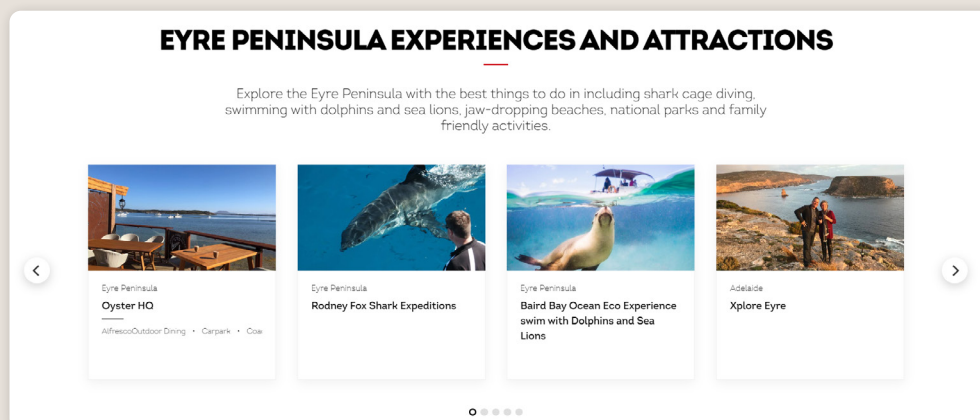 EYRE PENINSULA EXPERIENCES AND ATTRACTIONS
Explore the Eyre Peninsula with the best things to do in including shark cage diving,
swimming with dolphins and sea lions, jaw-dropping beaches, national parks and family
friendly activities.
Eyre Peninsula
Oyster HQ
AlfrescoOutdoor Dining • Carpark •
Eyre Peninsula
Rodney Fox Shark Expeditions
Eyre Peninsula
Baird Bay Ocean Eco Experience
swim with Dolphins and Sea
Lions
Adelaide
Xplore Eyre